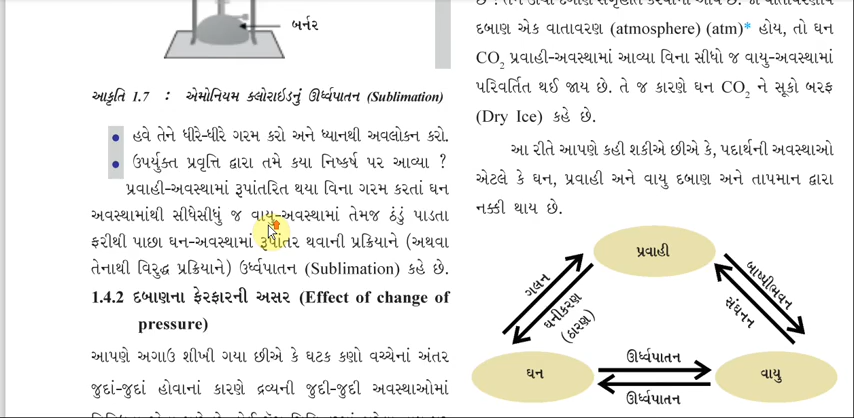 બર્નર
આકૃતિ 1.7 : એમોનિયમ ક્લોરાઇડનું ઊર્ધ્વપાતન (Sublimation)
• હવે તેને ધીરે-ધીરે ગરમ કરો અને ધ્યાનથી અવલોકન કરો.
• ઉપર્યુક્ત પ્રવૃત્તિ દ્વારા તમે કયા નિષ્કર્ષ પર આવ્યા ?
પ્રવાહી-અવસ્થામાં રૂપાંતરિત થયા વિના ગરમ કરતાં ઘન
અવસ્થામાંથી સીધેસીધું જ વાયુ-અવસ્થામાં તેમજ ઠંડું પાડતા
ફરીથી પાછા ઘન-અવસ્થામાં રૂપાંતર થવાની પ્રક્રિયાને (અથવા
તેનાથી વિરુદ્ધ પ્રક્રિયાને) ઉર્ધ્વપાતન (Sublimation) કહે છે.
1.4.2 દબાણના ફેરફારની અસર (Effect of change of
pressure)
આપણે અગાઉ શીખી ગયા છીએ કે ઘટક કણો વચ્ચેનાં અંતર
જુદાં-જુદાં હોવાનાં કારણે દ્રવ્યની જુદી-જુદી અવસ્થાઓમાં
દબાણ એક વાતાવરણ (atmosphere) (atm)* હોય, તો ઘન
CO₂ પ્રવાહી-અવસ્થામાં આવ્યા વિના સીધો જ વાયુ-અવસ્થામાં
પરિવર્તિત થઈ જાય છે. તે જ કારણે ઘન CO₂ ને સૂકો બરફ
(Dry Ice) કહે છે.
આ રીતે આપણે કહી શકીએ છીએ કે, પદાર્થની અવસ્થાઓ
એટલે કે ઘન, પ્રવાહી અને વાયુ દબાણ અને તાપમાન દ્વારા
નક્કી થાય છે.
પ્રવાહી
ગલન
ઘનીકરણ
(ઠારણ)
બાષ્પીભવન
સંઘનન
ઊર્ધ્વપાતન
ઘન
વાયુ
ઊર્ધ્વપાતન